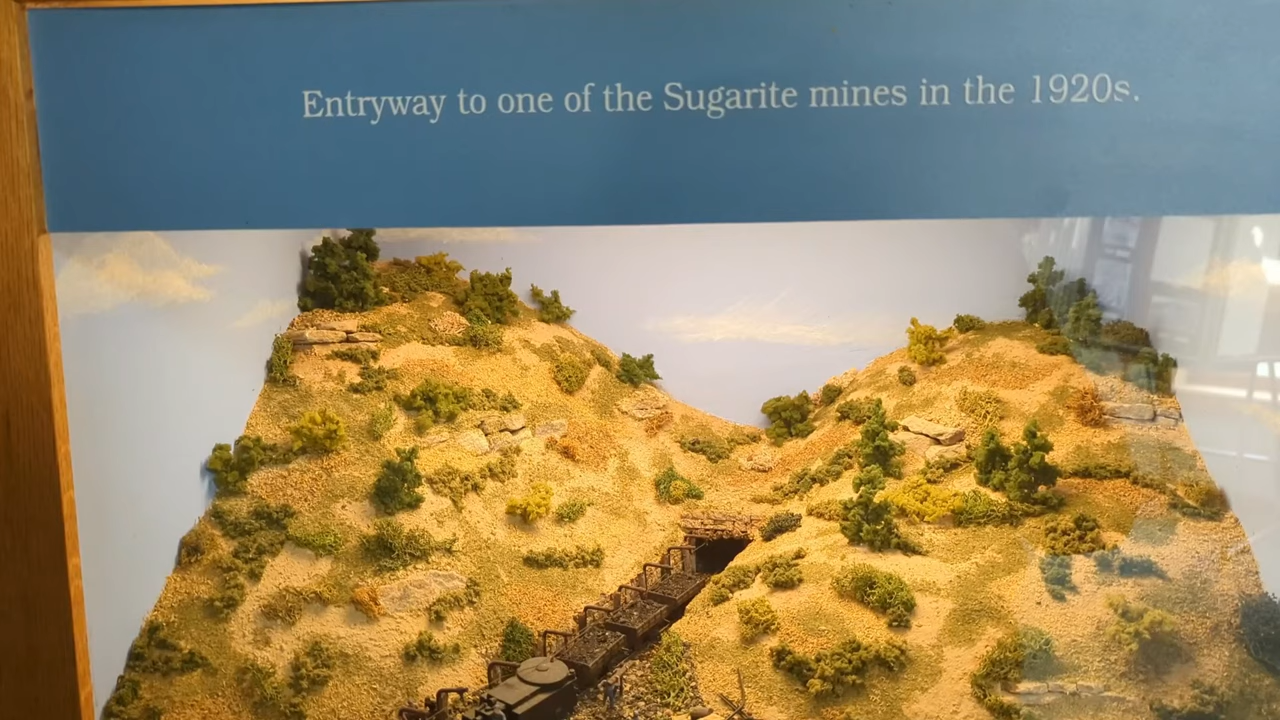 Entryway to one of the Sugarite mines in the 1920s.